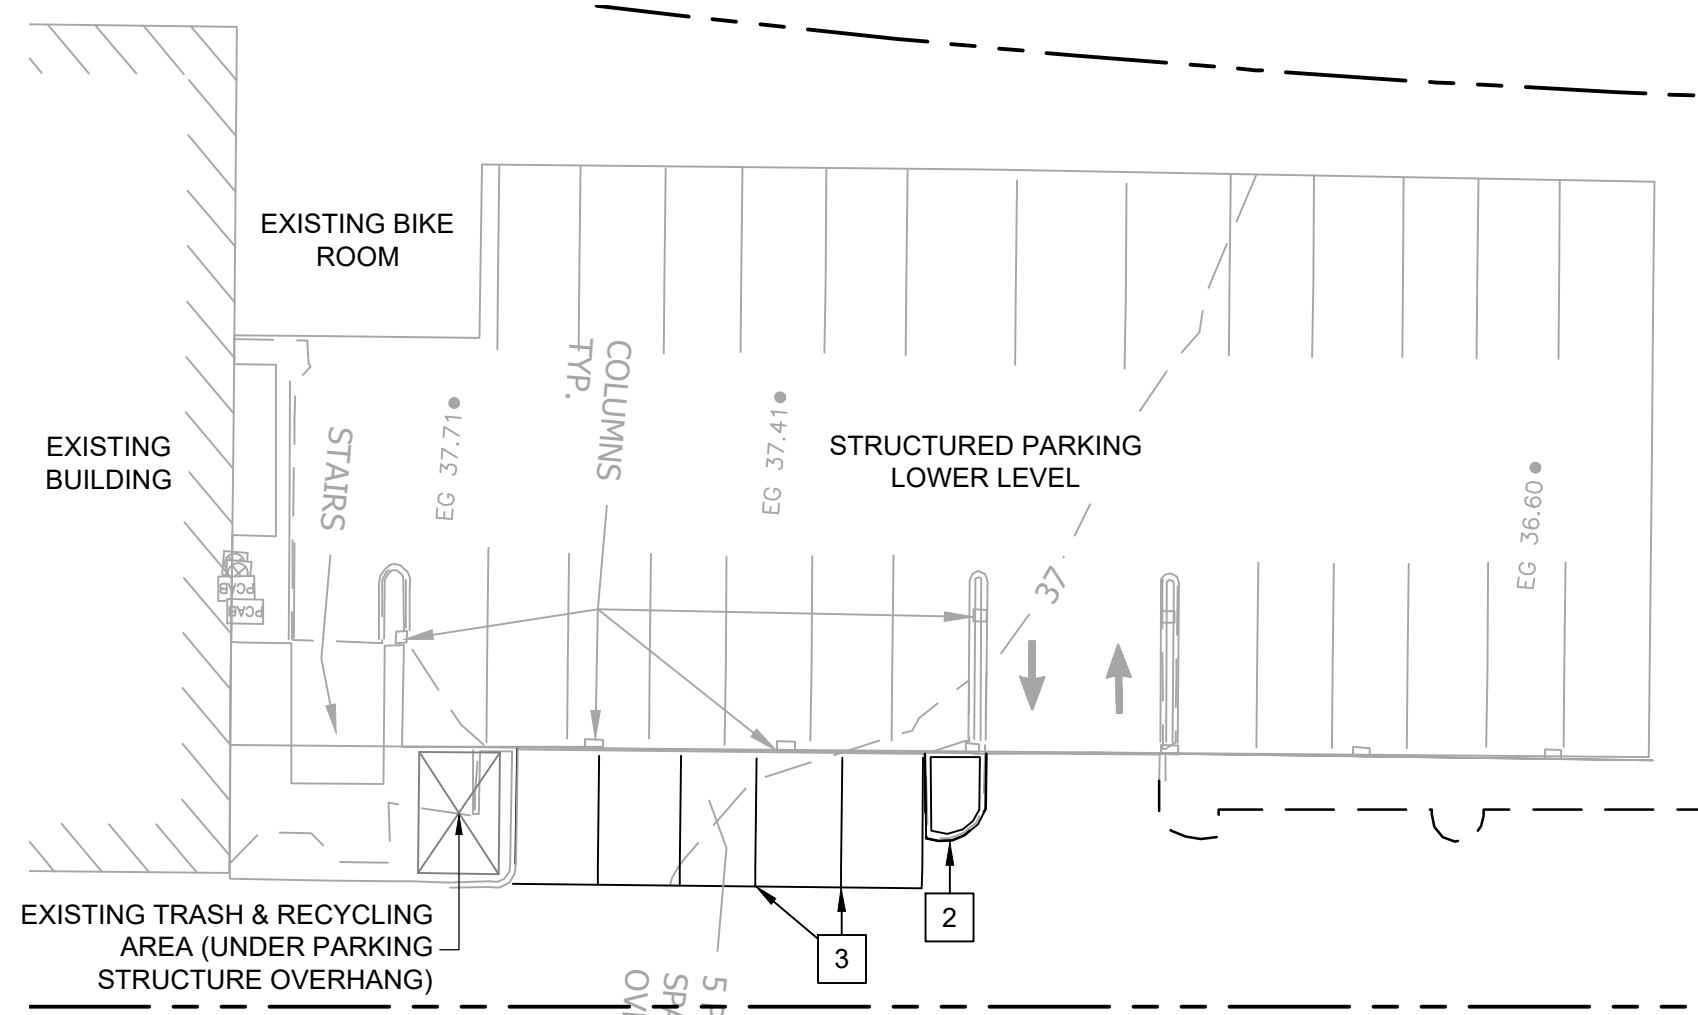 EXISTING BIKE
ROOM
COLUMNS
TYP.
EG 37.71
EG 37.41
STRUCTURED PARKING
LOWER LEVEL
EXISTING
BUILDING
STAIRS
EG 36.60
PCAB
PCAB
37
2
3
EXISTING TRASH & RECYCLING
AREA (UNDER PARKING
STRUCTURE OVERHANG)